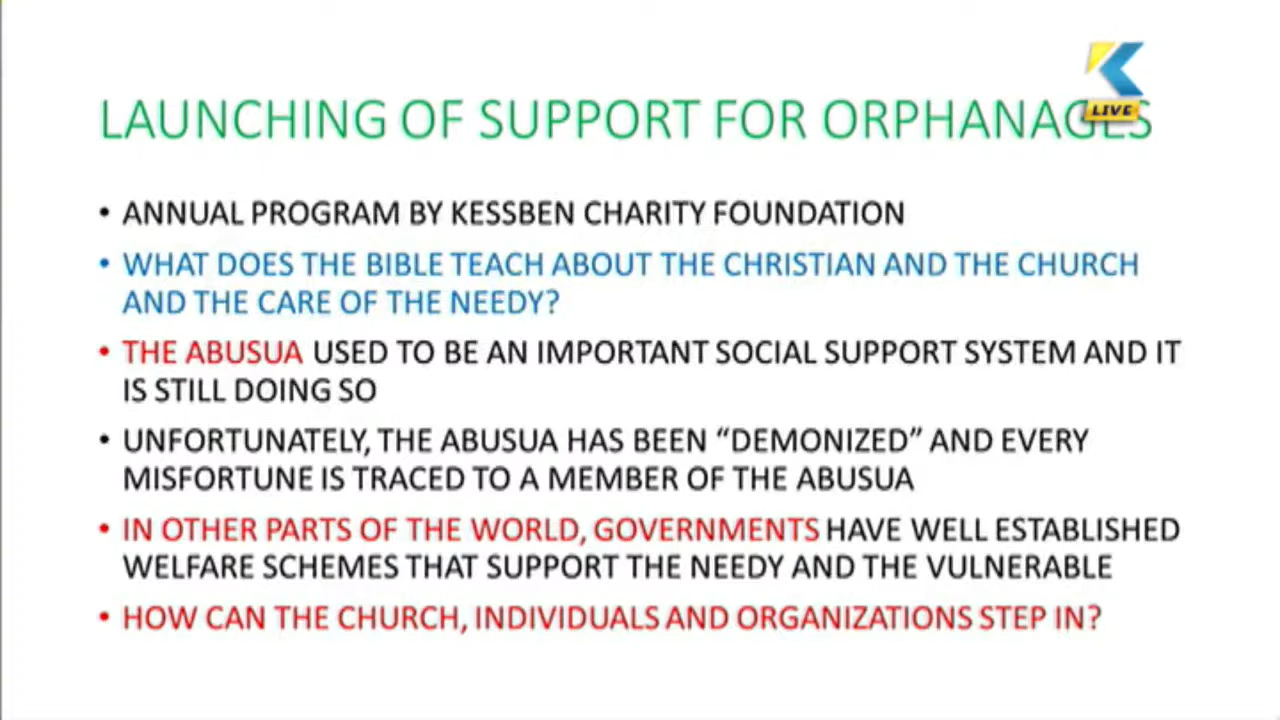 LAUNCHING OF SUPPORT FOR ORPHANAGES
LIVE
• ANNUAL PROGRAM BY KESSBEN CHARITY FOUNDATION
• WHAT DOES THE BIBLE TEACH ABOUT THE CHRISTIAN AND THE CHURCH
AND THE CARE OF THE NEEDY?
• THE ABUSUA USED TO BE AN IMPORTANT SOCIAL SUPPORT SYSTEM AND IT
IS STILL DOING SO
• UNFORTUNATELY, THE ABUSUA HAS BEEN “DEMONIZED” AND EVERY
MISFORTUNE IS TRACED TO A MEMBER OF THE ABUSUA
• IN OTHER PARTS OF THE WORLD, GOVERNMENTS HAVE WELL ESTABLISHED
WELFARE SCHEMES THAT SUPPORT THE NEEDY AND THE VULNERABLE
• HOW CAN THE CHURCH, INDIVIDUALS AND ORGANIZATIONS STEP IN?